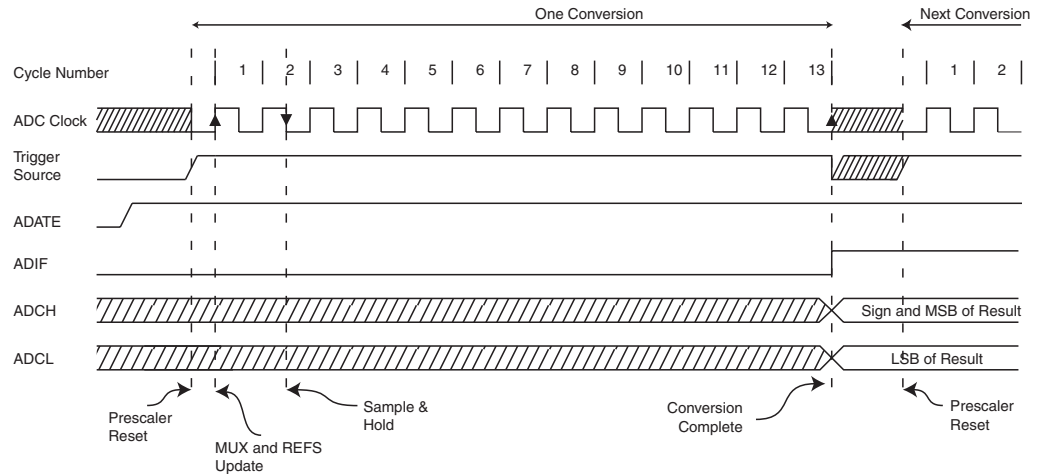 One Conversion
Next Conversion
Cycle Number
1 2 3 4 5 6 7 8 9 10 11 12 13 1 2
ADC Clock
Trigger
Source
ADATE
ADIF
ADCH
Sign and MSB of Result
ADCL
LSB of Result
Prescaler
Reset
MUX and REFS
Update
Sample &
Hold
Conversion
Complete
Prescaler
Reset